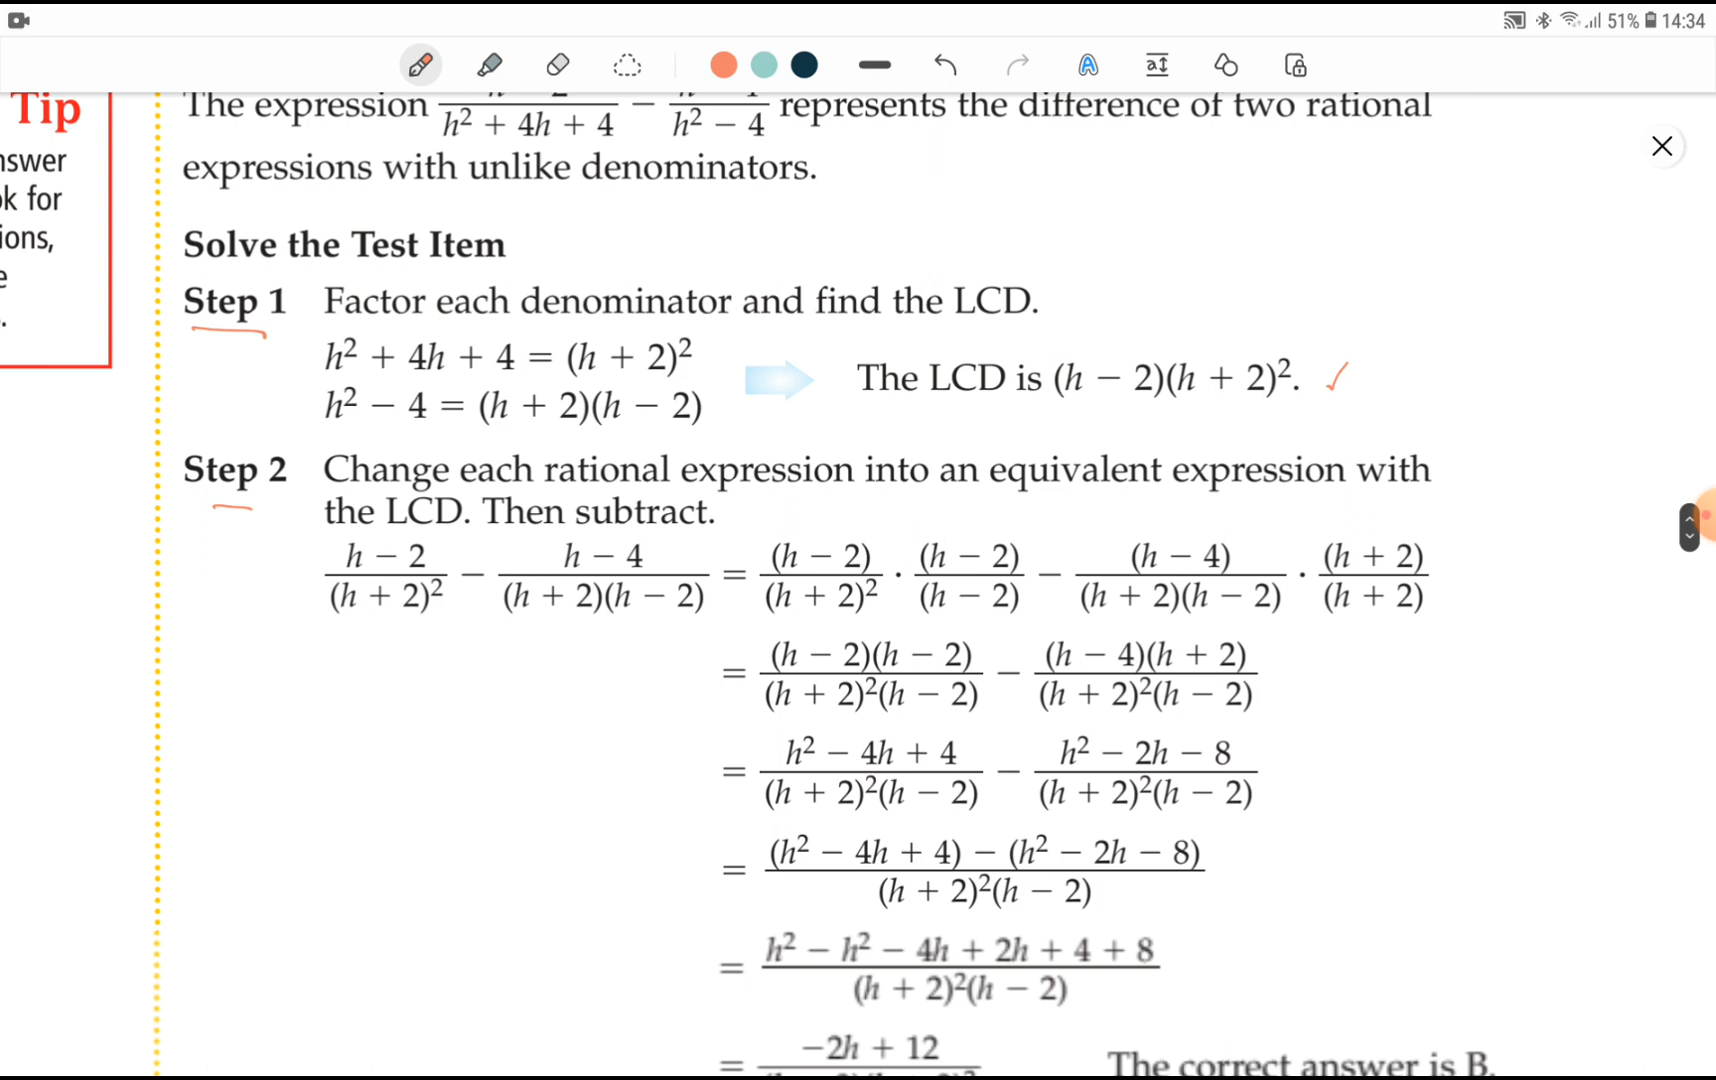 51% 14:34
Tip
nswer
ok for
ions,
e
.
The expression h² + 4h + 4 − h² − 4 represents the difference of two rational
expressions with unlike denominators.
Solve the Test Item
Step 1 Factor each denominator and find the LCD.
h² + 4h + 4 = (h + 2)²
h² − 4 = (h + 2)(h − 2)
The LCD is (h − 2)(h + 2)². ✓
Step 2 Change each rational expression into an equivalent expression with
the LCD. Then subtract.
h − 2 / (h + 2)² − h − 4 / (h + 2)(h − 2) = (h − 2) / (h + 2)² · (h − 2) / (h − 2) − (h − 4) / (h + 2)(h − 2) · (h + 2) / (h + 2)
= (h − 2)(h − 2) / (h + 2)²(h − 2) − (h − 4)(h + 2) / (h + 2)²(h − 2)
= h² − 4h + 4 / (h + 2)²(h − 2) − h² − 2h − 8 / (h + 2)²(h − 2)
= (h² − 4h + 4) − (h² − 2h − 8) / (h + 2)²(h − 2)
= h² − h² − 4h + 2h + 4 + 8 / (h + 2)²(h − 2)
= −2h + 12 The correct answer is B.